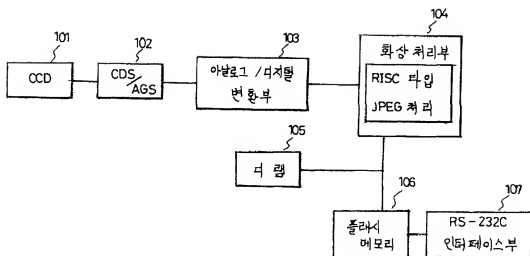 101
CCD
102
CDS/AGS
103
아날로그/디지털
변환부
104
화상 처리부
RISC 타입
JPEG 처리
105
디램
106
플래시
메모리
107
RS-232C
인터페이스부